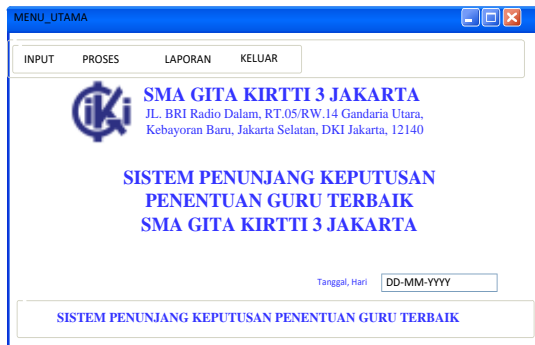 MENU_UTAMA
INPUT PROSES LAPORAN KELUAR
SMA GITA KIRTTI 3 JAKARTA
JL. BRI Radio Dalam, RT.05/RW.14 Gandaria Utara,
Kebayoran Baru, Jakarta Selatan, DKI Jakarta, 12140
SISTEM PENUNJANG KEPUTUSAN
PENENTUAN GURU TERBAIK
SMA GITA KIRTTI 3 JAKARTA
Tanggal, Hari DD-MM-YYYY
SISTEM PENUNJANG KEPUTUSAN PENENTUAN GURU TERBAIK